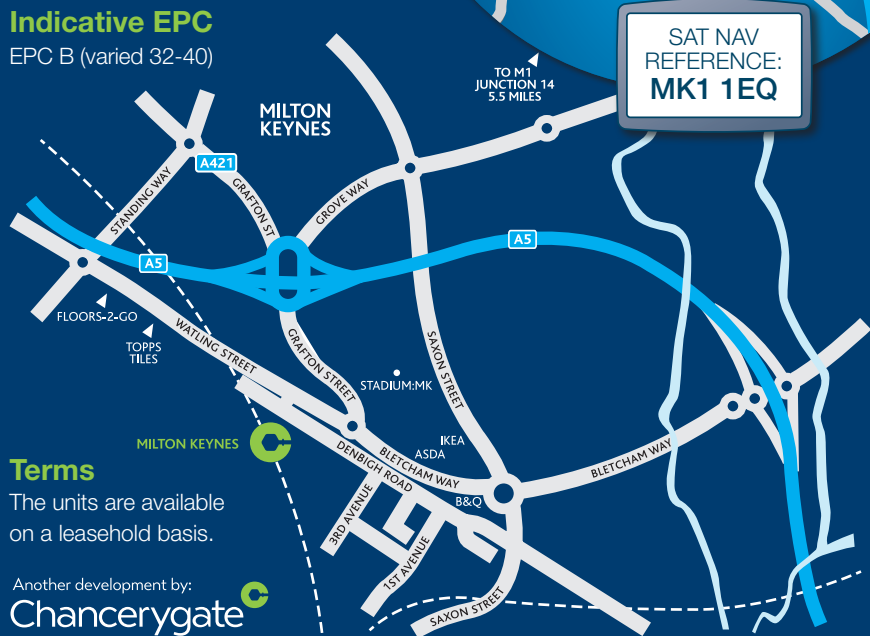 Indicative EPC
EPC B (varied 32-40)
SAT NAV
REFERENCE:
MK1 1EQ
TO M1
JUNCTION 14
5.5 MILES
MILTON
KEYNES
A421
STANDING WAY
GRAFTON ST
GROVE WAY
A5
A5
FLOORS-2-GO
TOPPS
TILES
WATLING STREET
GRAFTON STREET
SAXON STREET
STADIUM:MK
MILTON KEYNES
IKEA
ASDA
BLETCHAM WAY
BLETCHAM WAY
DENBIGH ROAD
B&Q
3RD AVENUE
1ST AVENUE
SAXON STREET
Terms
The units are available
on a leasehold basis.
Another development by:
Chancerygate